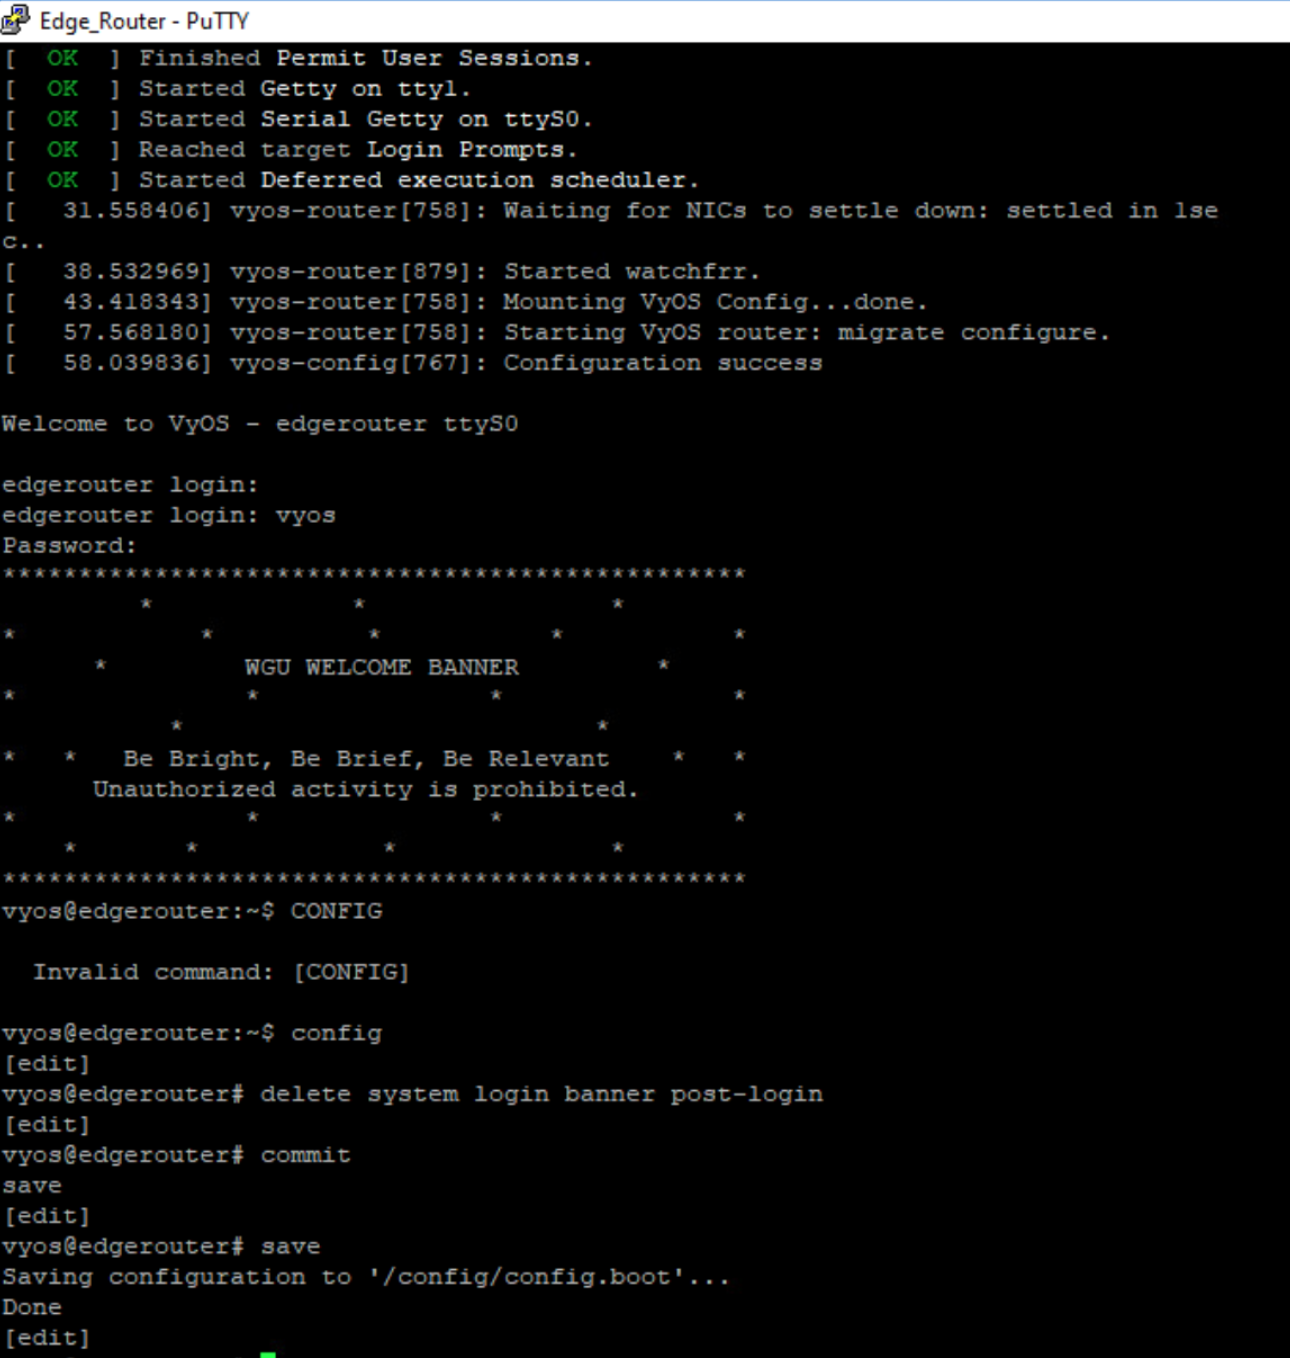 Edge_Router - PuTTY
[  OK  ] Finished Permit User Sessions.
[  OK  ] Started Getty on tty1.
[  OK  ] Started Serial Getty on ttyS0.
[  OK  ] Reached target Login Prompts.
[  OK  ] Started Deferred execution scheduler.
[   31.558406] vyos-router[758]: Waiting for NICs to settle down: settled in 1se
c..
[   38.532969] vyos-router[879]: Started watchfrr.
[   43.418343] vyos-router[758]: Mounting VyOS Config...done.
[   57.568180] vyos-router[758]: Starting VyOS router: migrate configure.
[   58.039836] vyos-config[767]: Configuration success
Welcome to VyOS - edgerouter ttyS0
edgerouter login:
edgerouter login: vyos
Password:
*************************************************
         *             *                *
*            *          *           *           *
      *         WGU WELCOME BANNER         *
*               *               *               *
           *                           *
*   *   Be Bright, Be Brief, Be Relevant    *   *
      Unauthorized activity is prohibited.
*               *               *               *
    *       *            *              *
*************************************************
vyos@edgerouter:~$ CONFIG
  Invalid command: [CONFIG]
vyos@edgerouter:~$ config
[edit]
vyos@edgerouter# delete system login banner post-login
[edit]
vyos@edgerouter# commit
save
[edit]
vyos@edgerouter# save
Saving configuration to '/config/config.boot'...
Done
[edit]